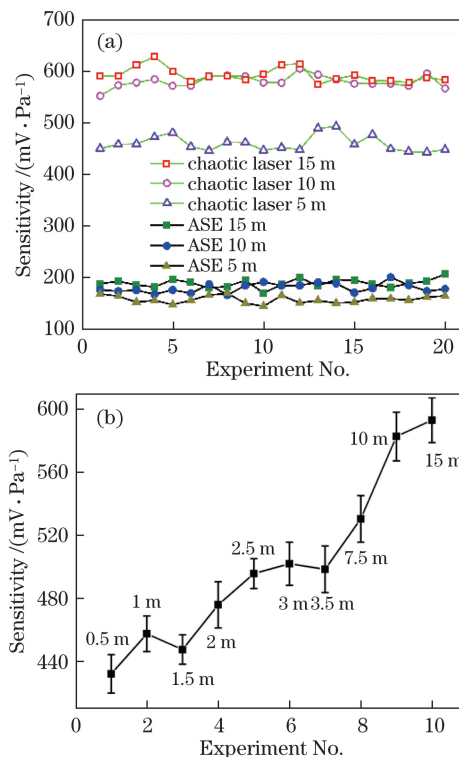 (a)
Sensitivity /(mV·Pa⁻¹)
700
600
500
400
300
200
100
chaotic laser 15 m
chaotic laser 10 m
chaotic laser 5 m
ASE 15 m
ASE 10 m
ASE 5 m
0 5 10 15 20
Experiment No.
(b)
Sensitivity /(mV·Pa⁻¹)
600
560
520
480
440
0.5 m
1 m
1.5 m
2 m
2.5 m
3 m
3.5 m
7.5 m
10 m
15 m
0 2 4 6 8 10
Experiment No.